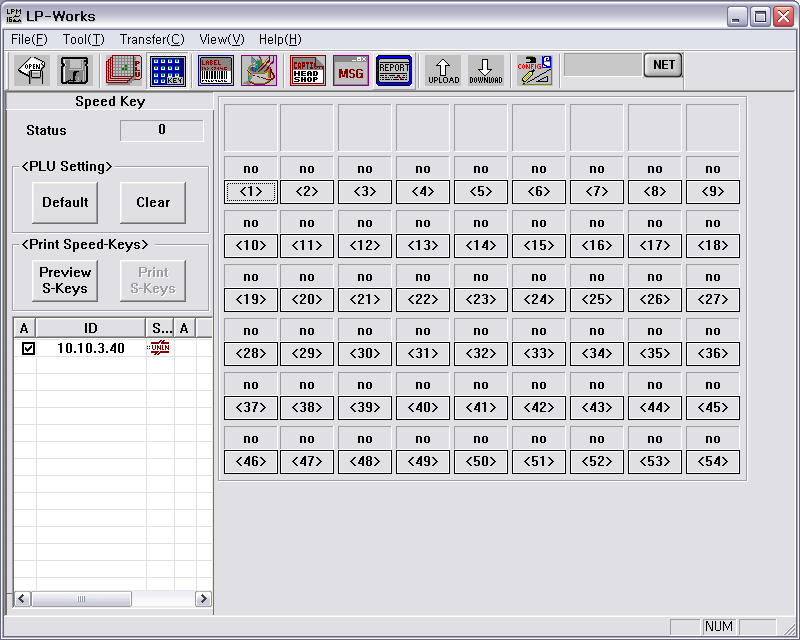 LP-Works
File(F) Tool(T) Transfer(C) View(V) Help(H)
OPEN KEY LABEL CAPTI HEAD SHOP MSG REPORT UPLOAD DOWNLOAD CONFIG NET
Speed Key
Status 0
<PLU Setting>
Default Clear
<Print Speed-Keys>
Preview S-Keys
Print S-Keys
A ID S... A
10.10.3.40 UNLN
no no no no no no no no no
<1> <2> <3> <4> <5> <6> <7> <8> <9>
no no no no no no no no no
<10> <11> <12> <13> <14> <15> <16> <17> <18>
no no no no no no no no no
<19> <20> <21> <22> <23> <24> <25> <26> <27>
no no no no no no no no no
<28> <29> <30> <31> <32> <33> <34> <35> <36>
no no no no no no no no no
<37> <38> <39> <40> <41> <42> <43> <44> <45>
no no no no no no no no no
<46> <47> <48> <49> <50> <51> <52> <53> <54>
NUM